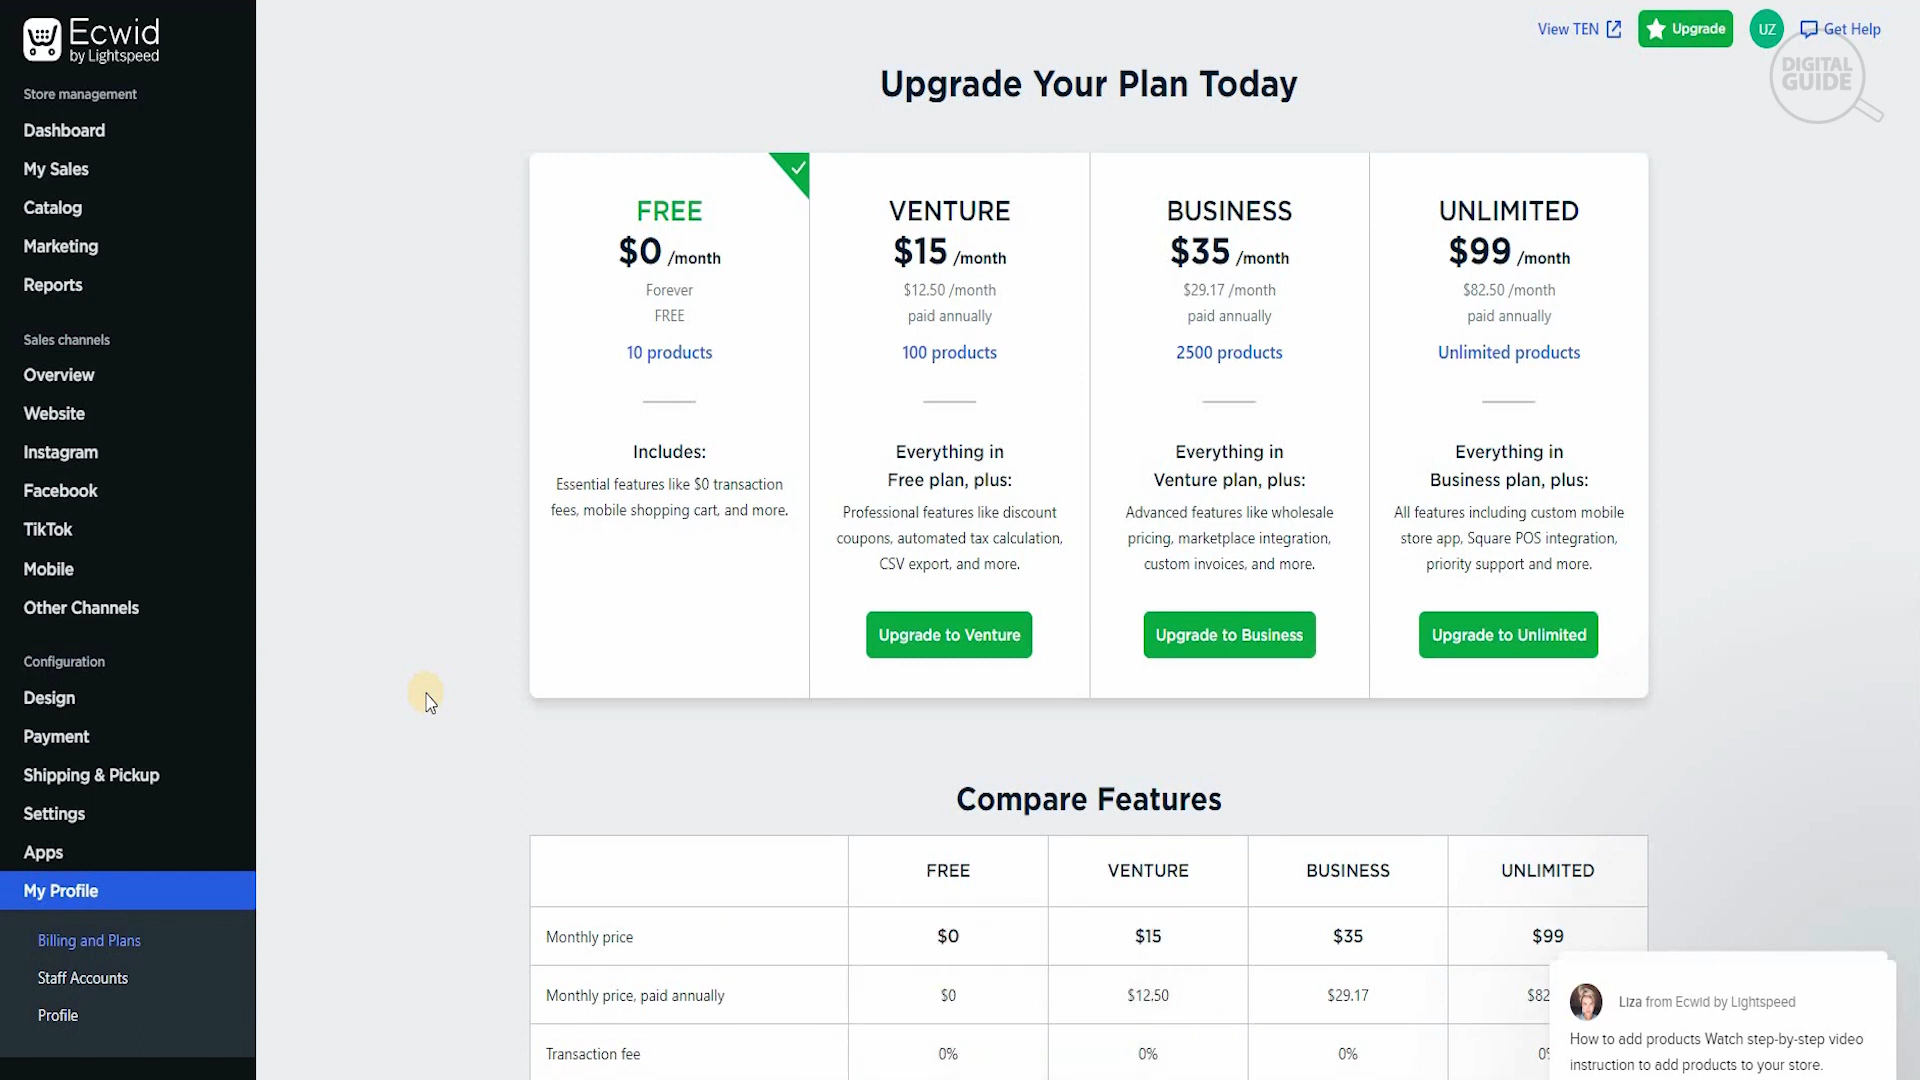 Ecwid
by Lightspeed
Store management
Dashboard
My Sales
Catalog
Marketing
Reports
Sales channels
Overview
Website
Instagram
Facebook
TikTok
Mobile
Other Channels
Configuration
Design
Payment
Shipping & Pickup
Settings
Apps
My Profile
Billing and Plans
Staff Accounts
Profile
View TEN
Upgrade
UZ
Get Help
DIGITAL
GUIDE
Upgrade Your Plan Today
FREE
$0 /month
Forever
FREE
10 products
Includes:
Essential features like $0 transaction
fees, mobile shopping cart, and more.
VENTURE
$15 /month
$12.50 /month
paid annually
100 products
Everything in
Free plan, plus:
Professional features like discount
coupons, automated tax calculation,
CSV export, and more.
Upgrade to Venture
BUSINESS
$35 /month
$29.17 /month
paid annually
2500 products
Everything in
Venture plan, plus:
Advanced features like wholesale
pricing, marketplace integration,
custom invoices, and more.
Upgrade to Business
UNLIMITED
$99 /month
$82.50 /month
paid annually
Unlimited products
Everything in
Business plan, plus:
All features including custom mobile
store app, Square POS integration,
priority support and more.
Upgrade to Unlimited
Compare Features
FREE VENTURE BUSINESS UNLIMITED
Monthly price $0 $15 $35 $99
Monthly price, paid annually $0 $12.50 $29.17 $82
Transaction fee 0% 0% 0% 0%
Liza from Ecwid by Lightspeed
How to add products Watch step-by-step video
instruction to add products to your store.